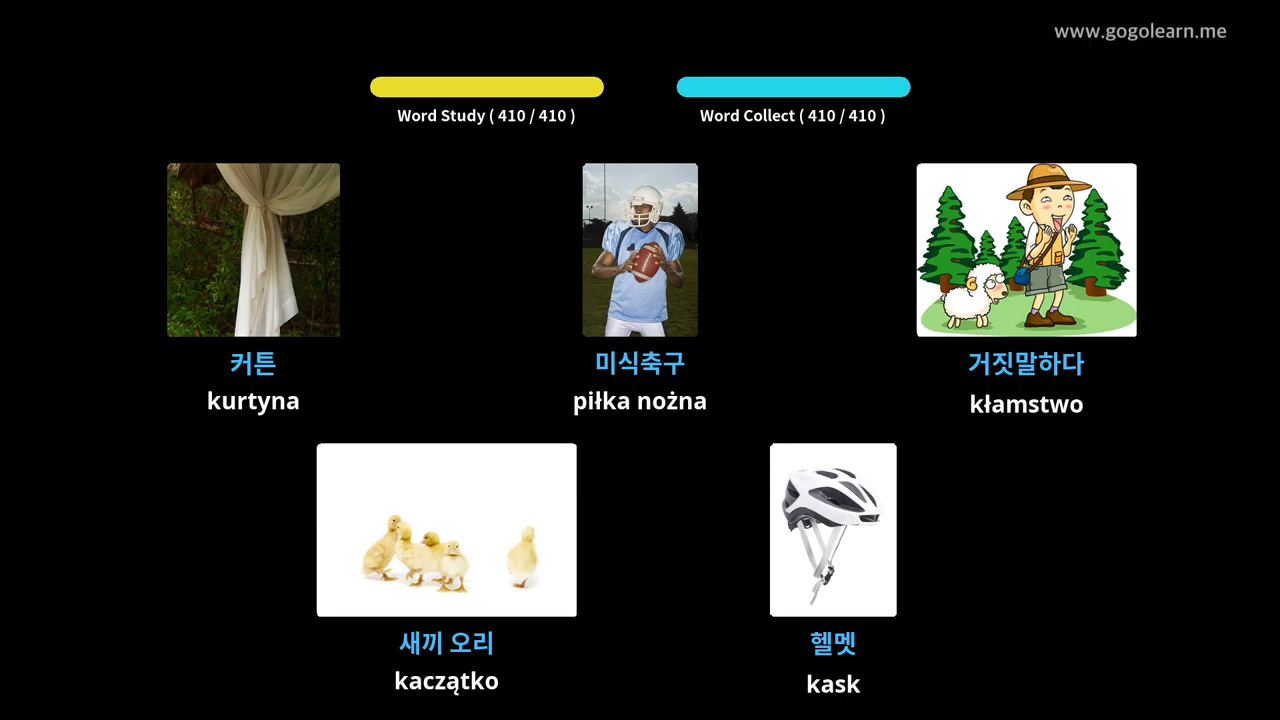 www.gogolearn.me
Word Study ( 410 / 410 )
Word Collect ( 410 / 410 )
커튼
kurtyna
미식축구
piłka nożna
거짓말하다
kłamstwo
새끼 오리
kaczątko
헬멧
kask